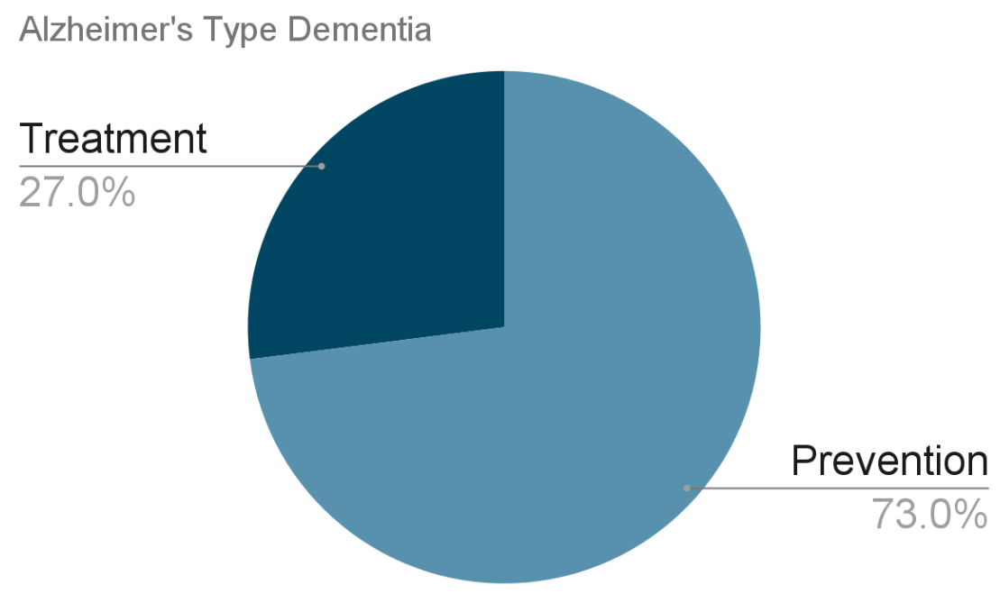 Alzheimer's Type Dementia
Treatment
27.0%
Prevention
73.0%